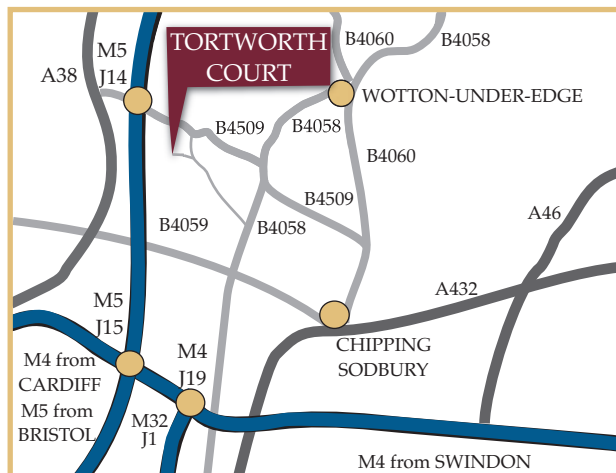 B4060
B4058
M5
J14
TORTWORTH
COURT
A38
WOTTON-UNDER-EDGE
B4509
B4058
B4060
B4509
A46
B4059
B4058
M5
J15
A432
M4
J19
CHIPPING
SODBURY
M4 from
CARDIFF
M5 from
BRISTOL
M32
J1
M4 from SWINDON